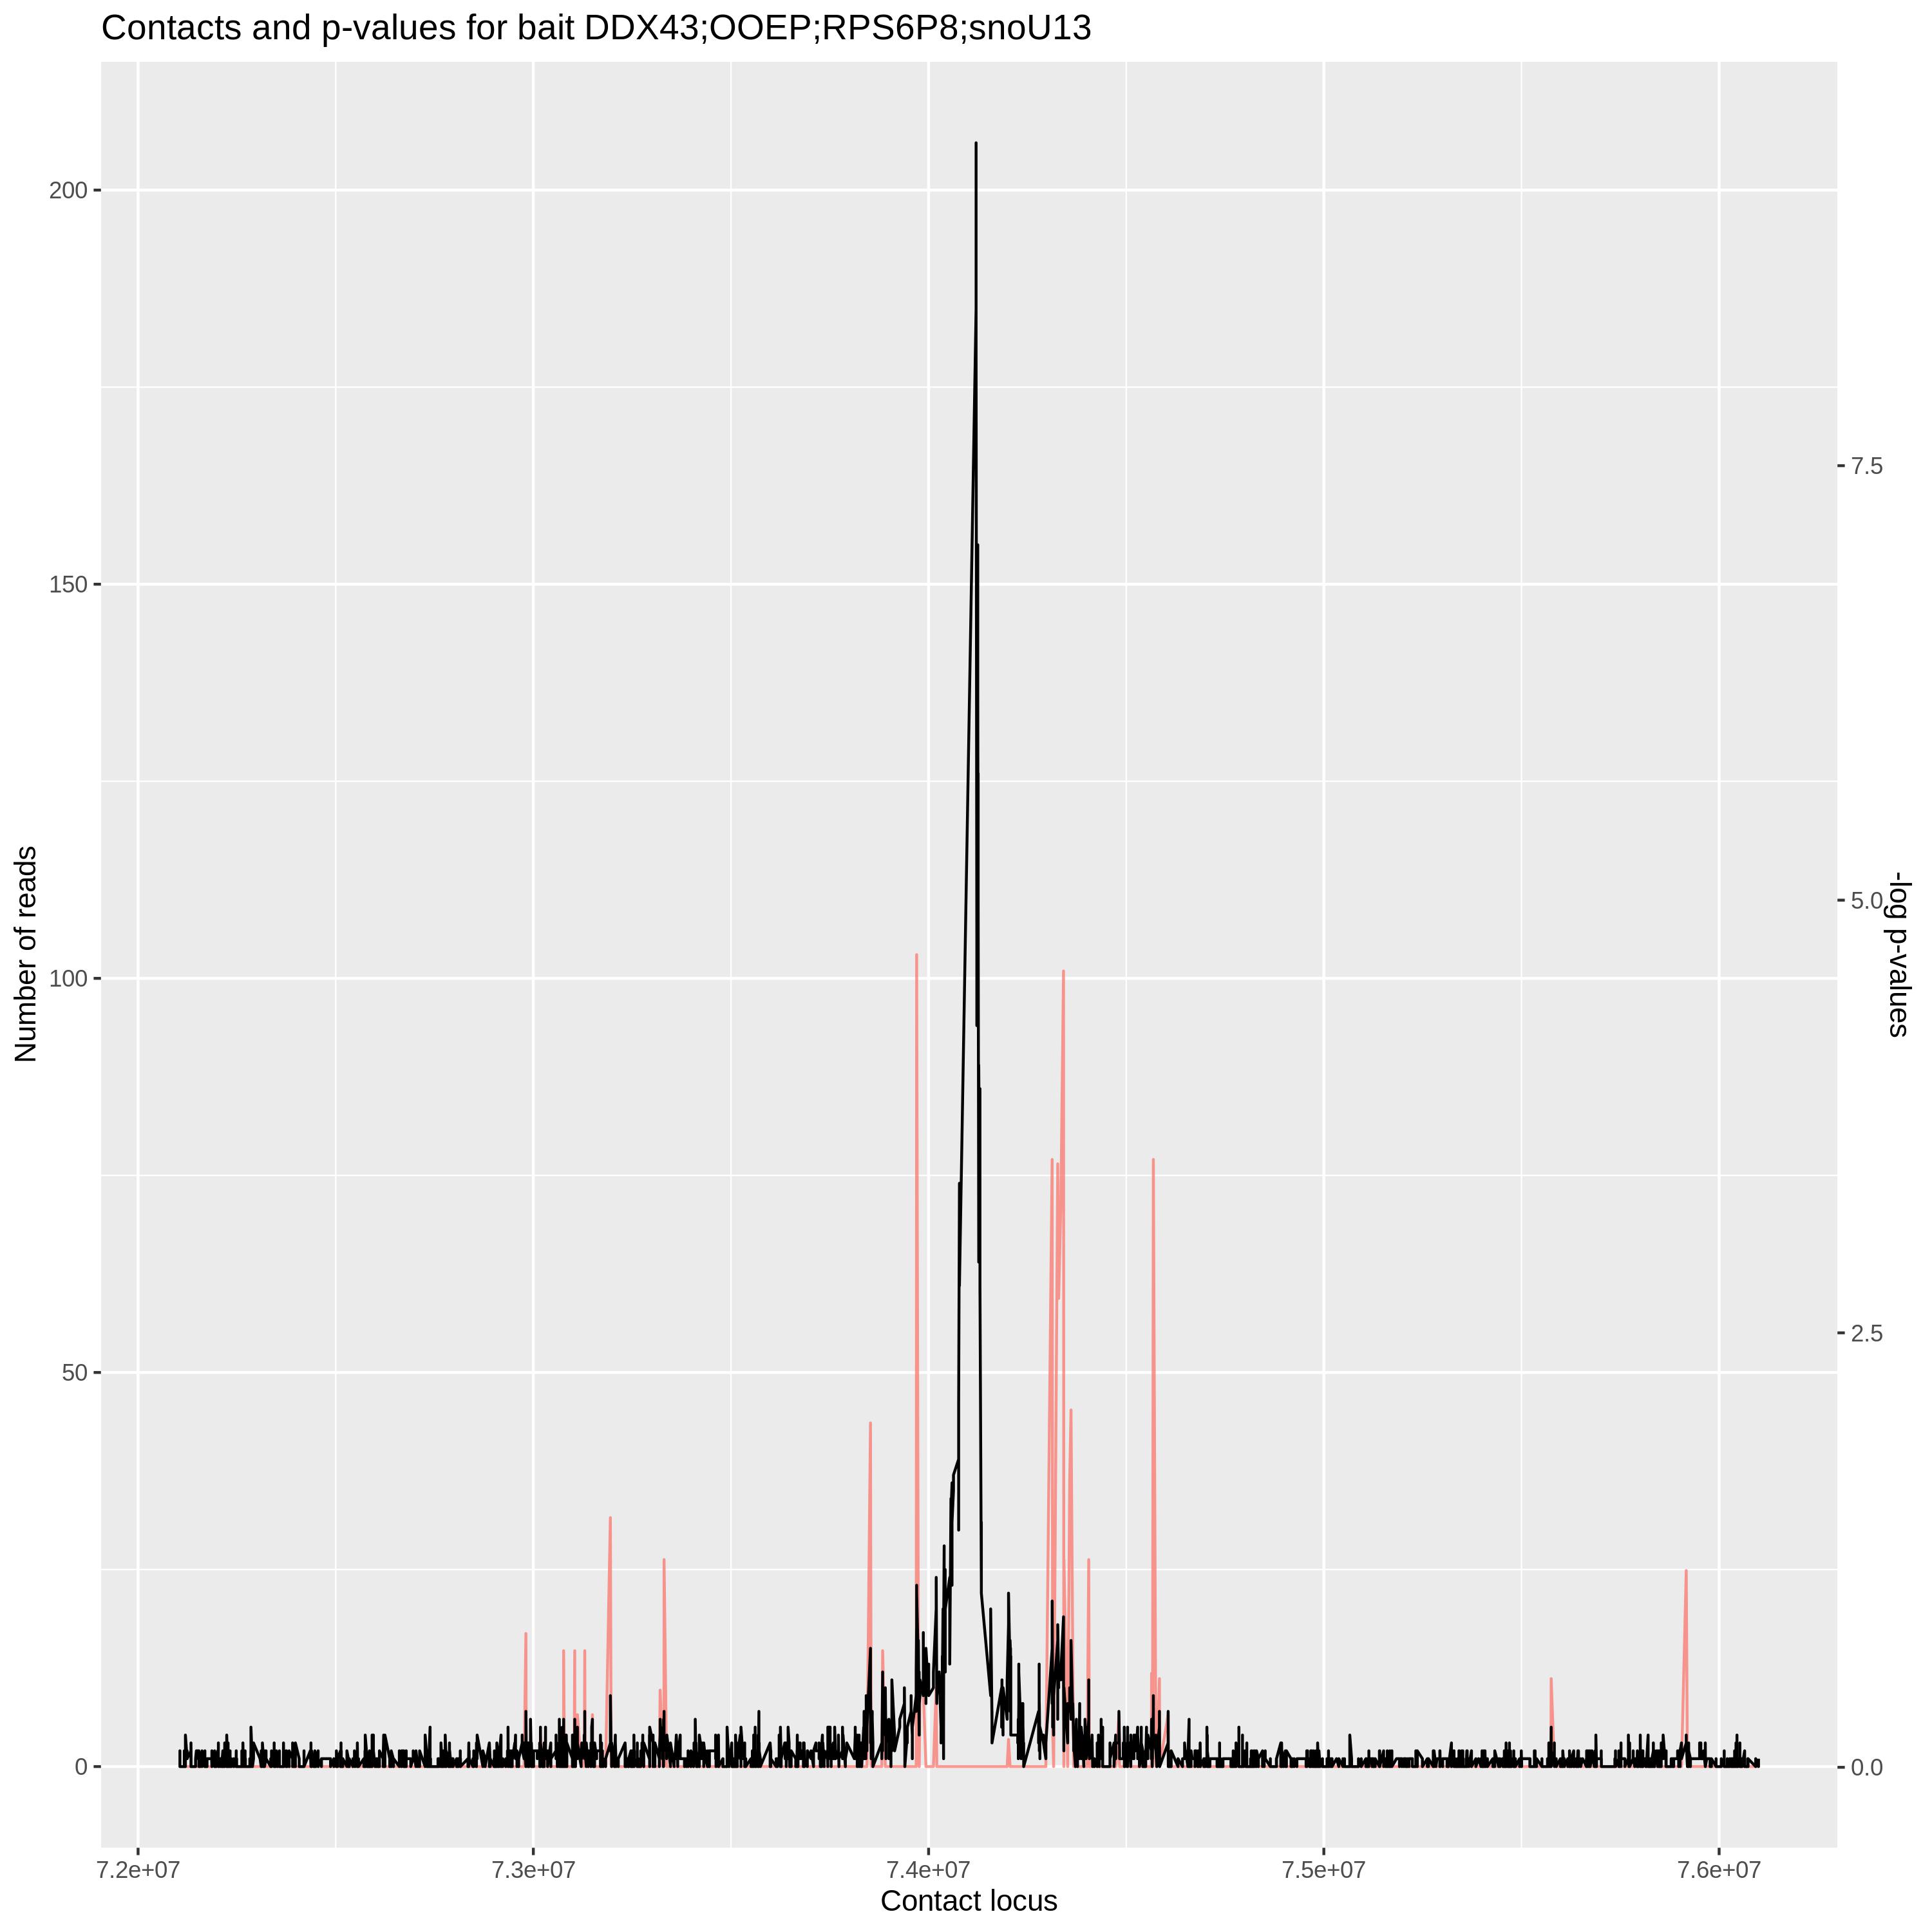 Contacts and p-values for bait DDX43;OOEP;RPS6P8;snoU13
200
150
100
50
0
Number of reads
7.5
5.0
2.5
0.0
-log p-values
7.2e+07
7.3e+07
7.4e+07
7.5e+07
7.6e+07
Contact locus